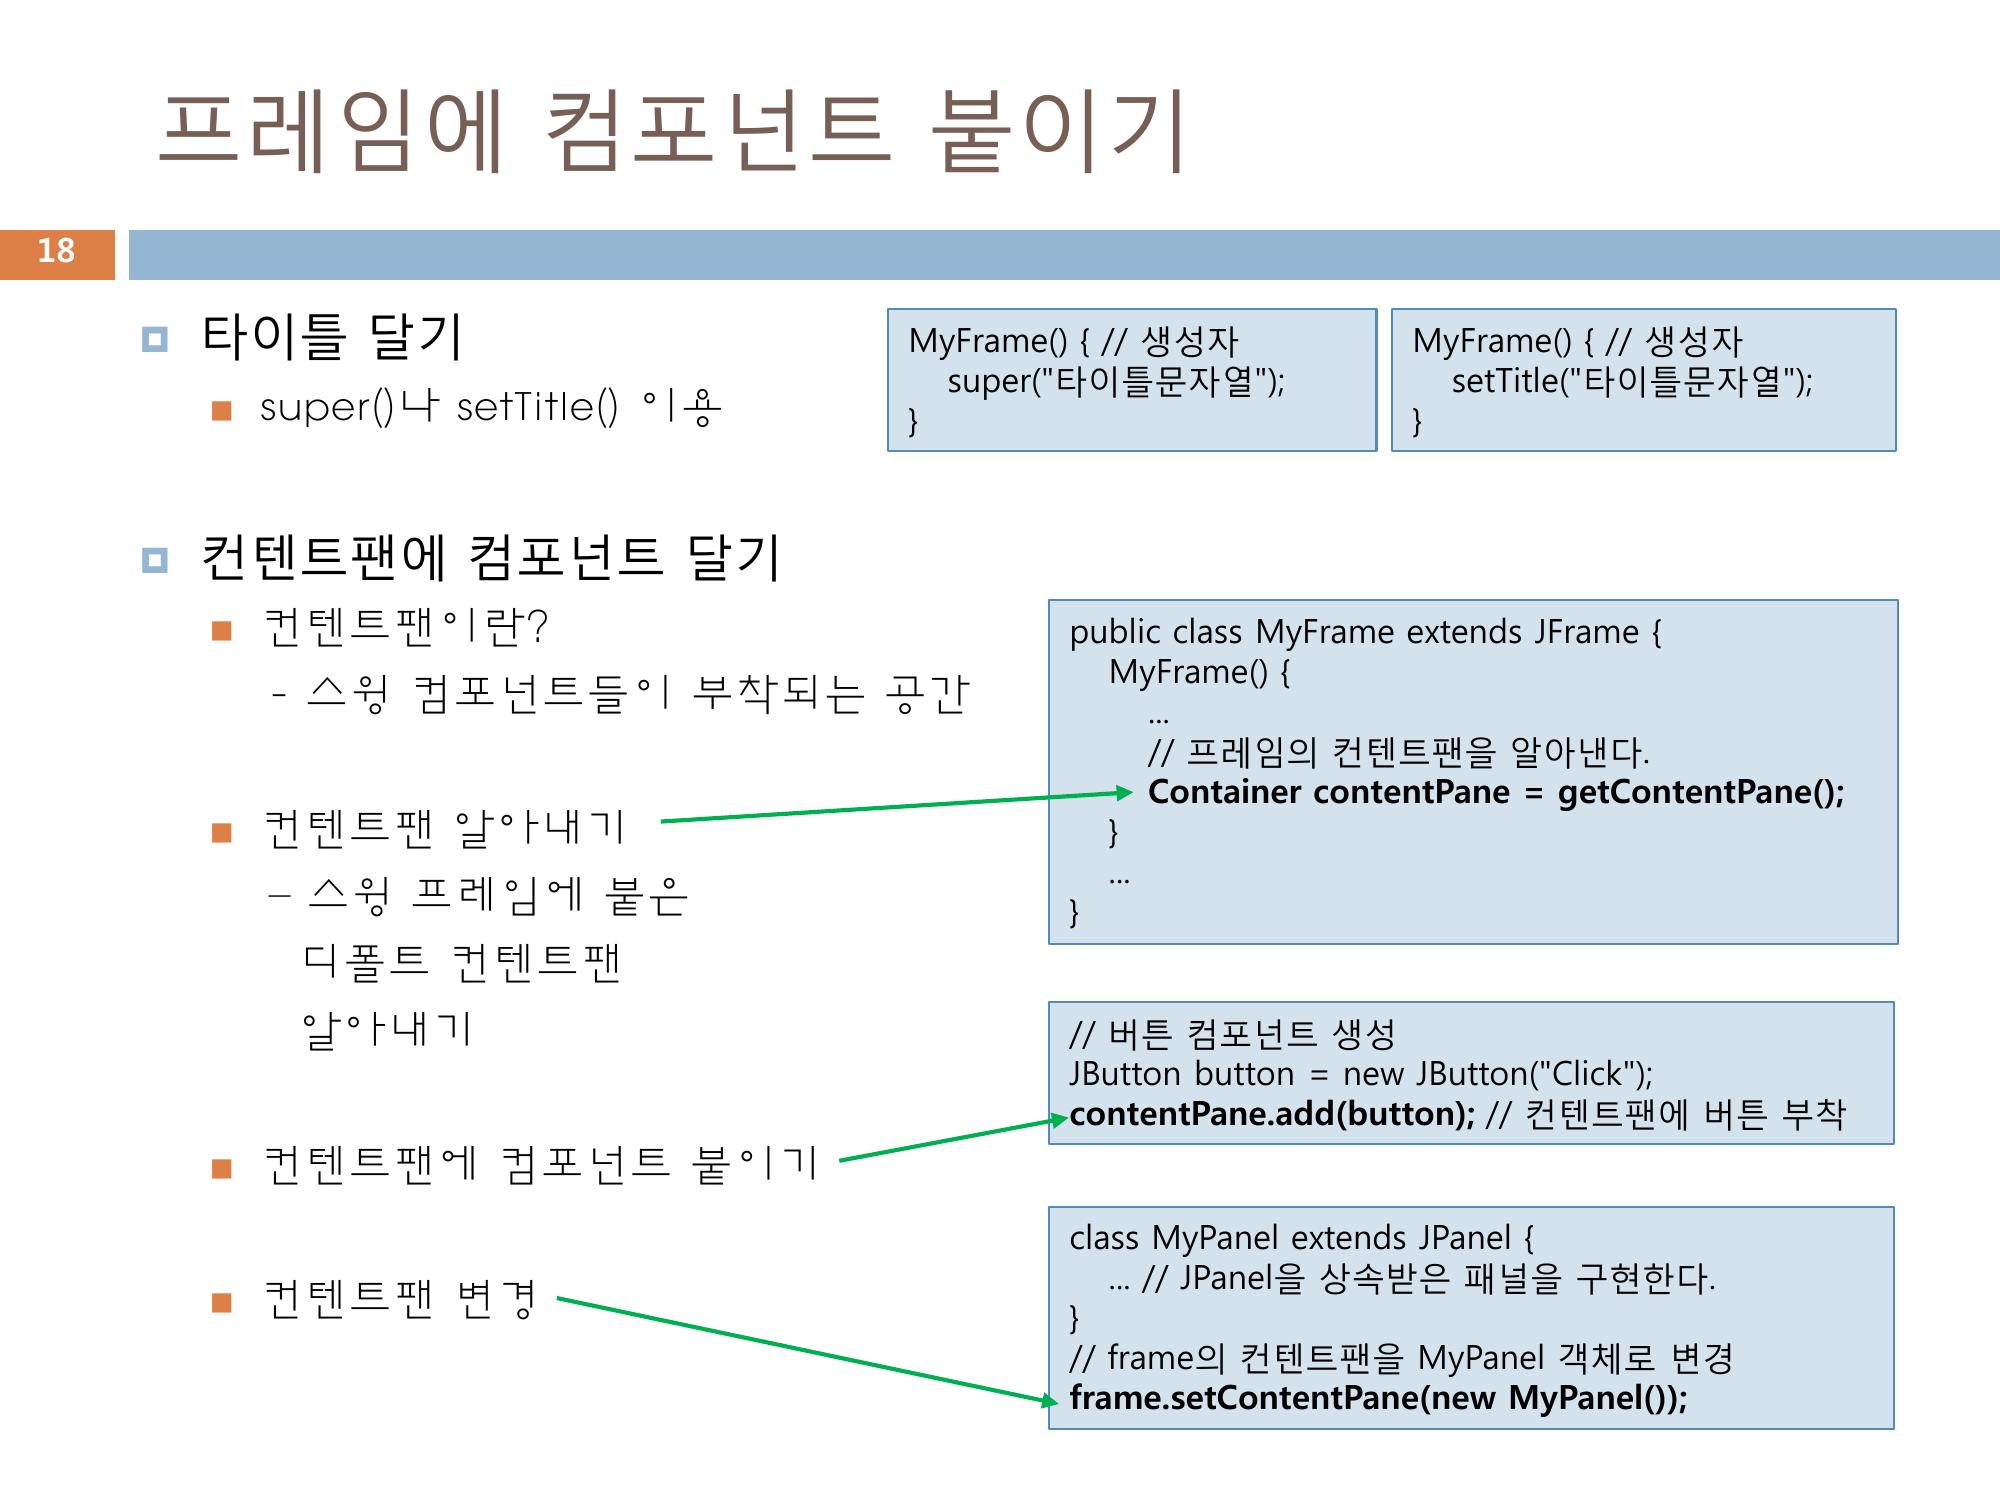 프레임에 컴포넌트 붙이기
18
타이틀 달기
super()나 setTitle() 이용
MyFrame() { // 생성자
super("타이틀문자열");
}
MyFrame() { // 생성자
setTitle("타이틀문자열");
}
컨텐트팬에 컴포넌트 달기
컨텐트팬이란?
- 스윙 컴포넌트들이 부착되는 공간
컨텐트팬 알아내기
– 스윙 프레임에 붙은
디폴트 컨텐트팬
알아내기
public class MyFrame extends JFrame {
MyFrame() {
...
// 프레임의 컨텐트팬을 알아낸다.
Container contentPane = getContentPane();
}
...
}
컨텐트팬에 컴포넌트 붙이기
// 버튼 컴포넌트 생성
JButton button = new JButton("Click");
contentPane.add(button); // 컨텐트팬에 버튼 부착
컨텐트팬 변경
class MyPanel extends JPanel {
... // JPanel을 상속받은 패널을 구현한다.
}
// frame의 컨텐트팬을 MyPanel 객체로 변경
frame.setContentPane(new MyPanel());